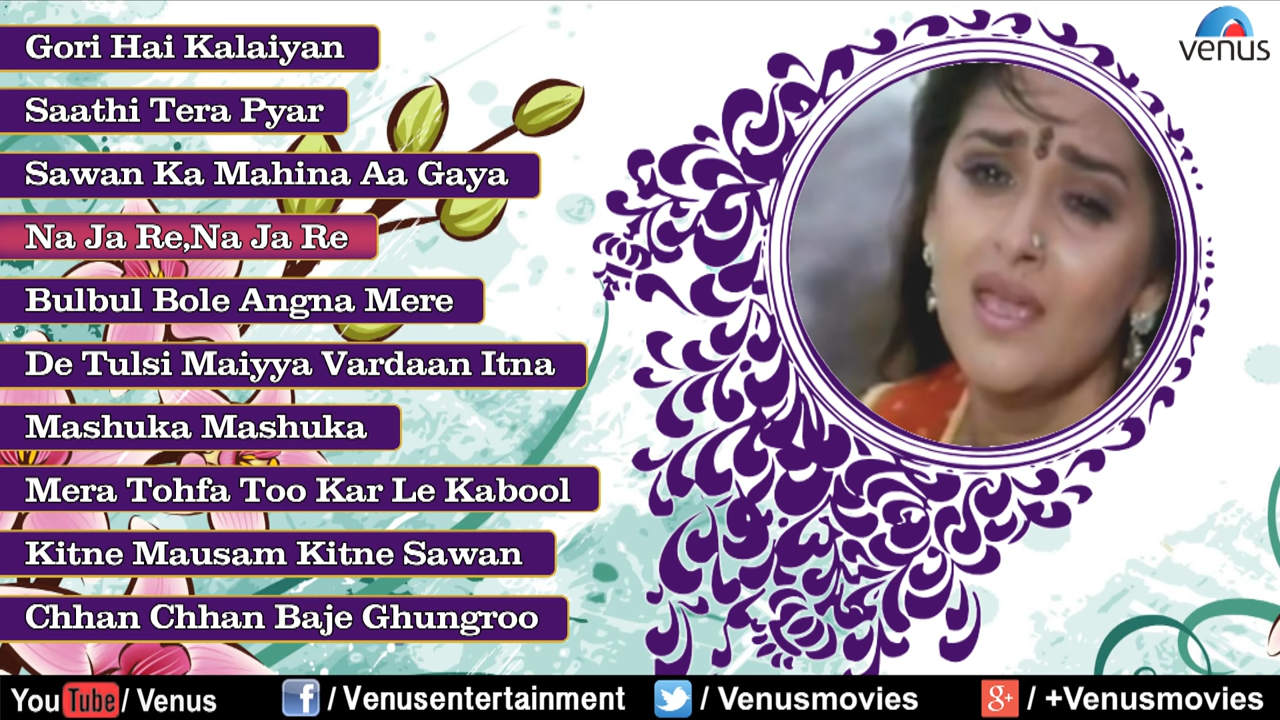 Gori Hai Kalaiyan
Saathi Tera Pyar
Sawan Ka Mahina Aa Gaya
Na Ja Re,Na Ja Re
Bulbul Bole Angna Mere
De Tulsi Maiyya Vardaan Itna
Mashuka Mashuka
Mera Tohfa Too Kar Le Kabool
Kitne Mausam Kitne Sawan
Chhan Chhan Baje Ghungroo
venus
YouTube / Venus
f / Venusentertainment
/ Venusmovies
g+ / +Venusmovies